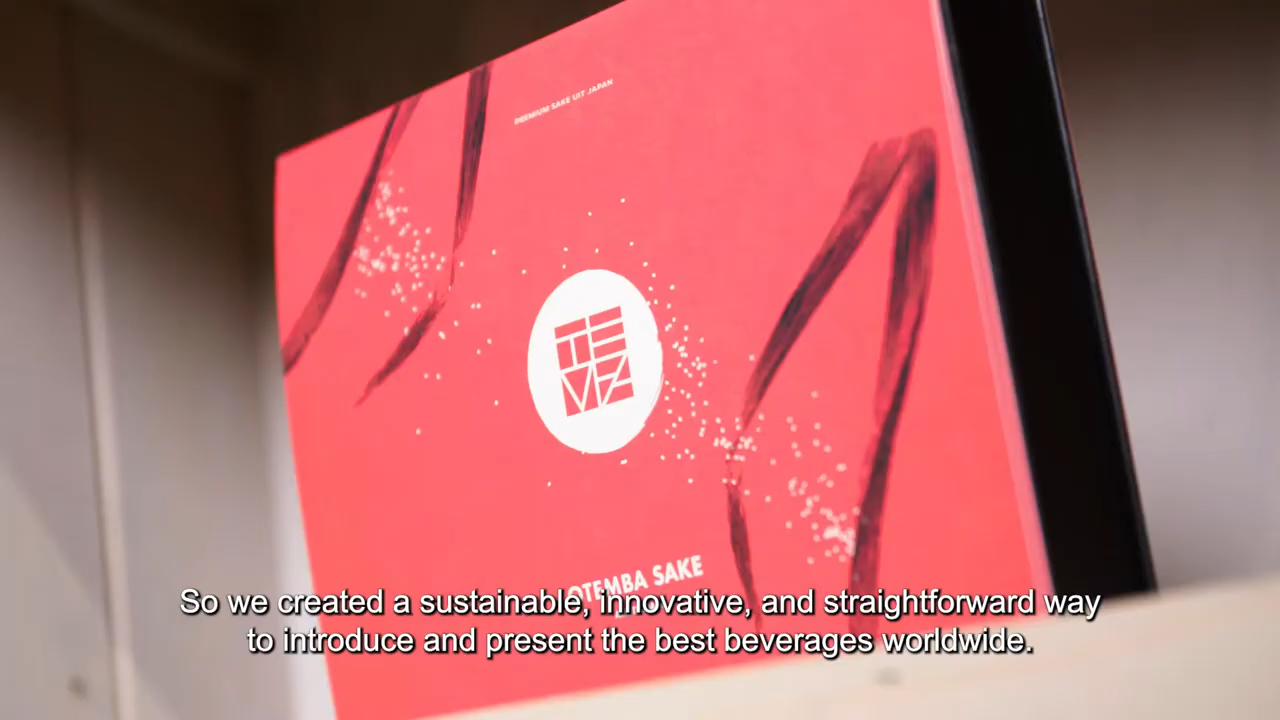 PREMIUM SAKE UIT JAPAN
OTEMBA SAKE
So we created a sustainable, innovative, and straightforward way
to introduce and present the best beverages worldwide.